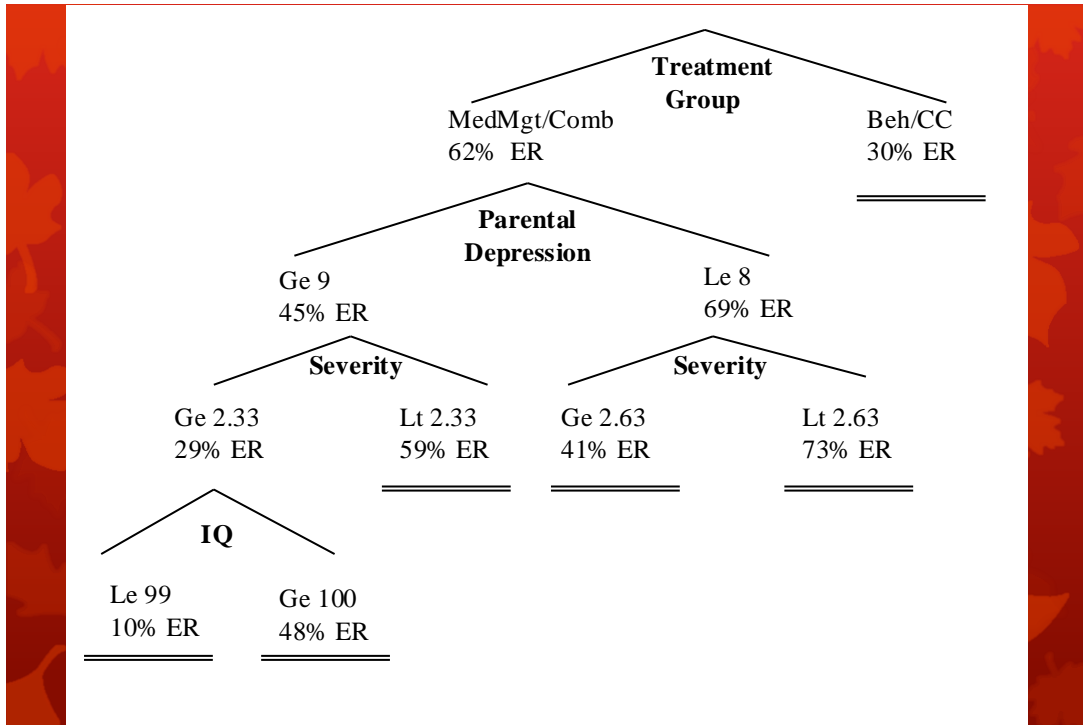 Treatment
Group
MedMgt/Comb
62% ER
Beh/CC
30% ER
Parental
Depression
Ge 9
45% ER
Le 8
69% ER
Severity
Severity
Ge 2.33
29% ER
Lt 2.33
59% ER
Ge 2.63
41% ER
Lt 2.63
73% ER
IQ
Le 99
10% ER
Ge 100
48% ER